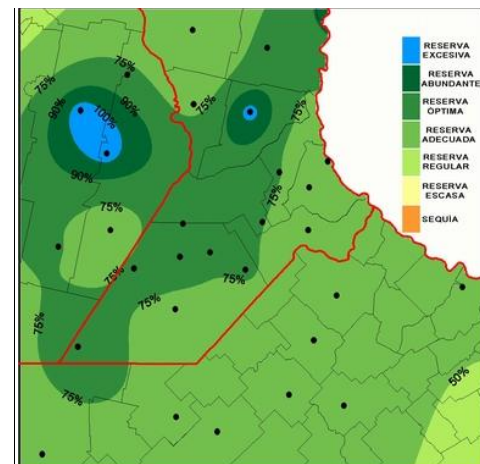 RESERVA
EXCESIVA
RESERVA
ABUNDANTE
RESERVA
ÓPTIMA
RESERVA
ADECUADA
RESERVA
REGULAR
RESERVA
ESCASA
SEQUÍA
75%
75%
90%
90%
100%
75%
75%
90%
75%
75%
75%
75%
75%
75%
75%
50%